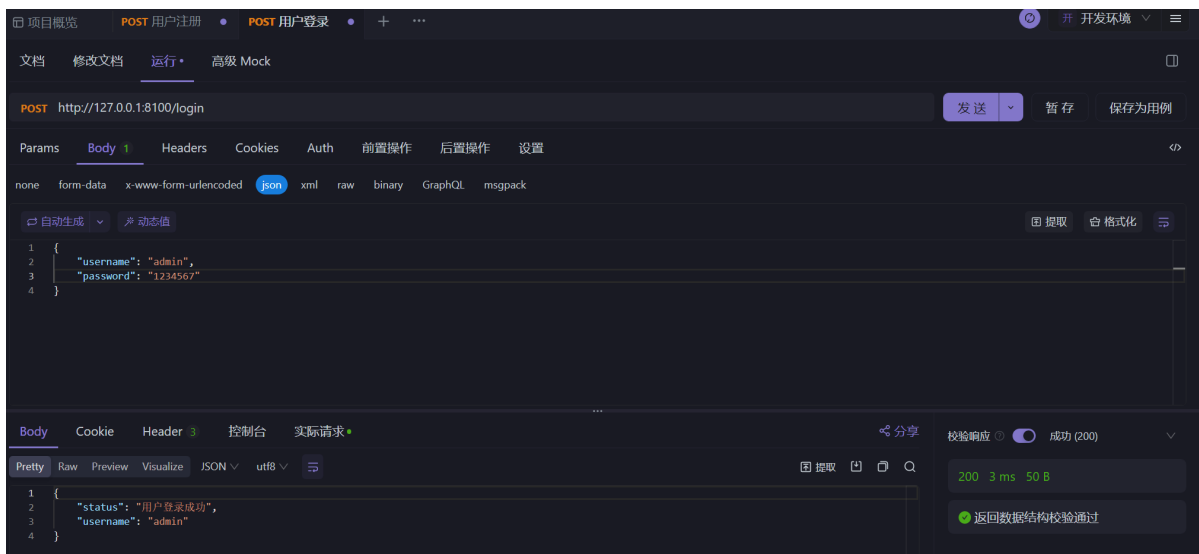 项目概览 POST 用户注册 POST 用户登录 + ··· 开 开发环境
文档 修改文档 运行 高级 Mock
POST http://127.0.0.1:8100/login 发送 暂存 保存为用例
Params Body 1 Headers Cookies Auth 前置操作 后置操作 设置 </>
none form-data x-www-form-urlencoded json xml raw binary GraphQL msgpack
自动生成 动态值 提取 格式化
1 {
2 "username": "admin",
3 "password": "1234567"
4 }
Body Cookie Header 3 控制台 实际请求 分享 校验响应 成功 (200)
Pretty Raw Preview Visualize JSON utf8 提取
200 3 ms 50 B
1 {
2 "status": "用户登录成功",
3 "username": "admin"
4 }
返回数据结构校验通过